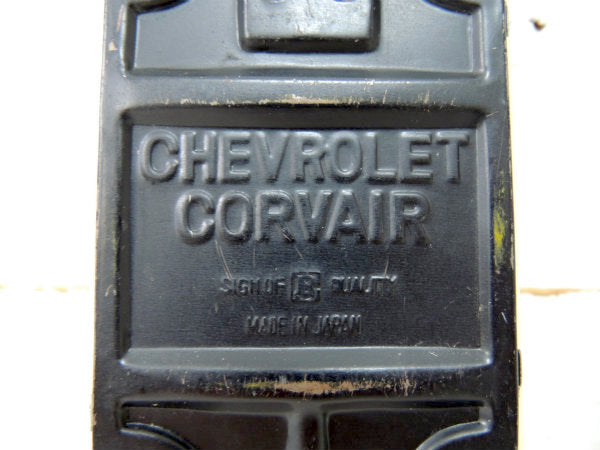 CHEVROLET
CORVAIR
SIGN OF B QUALITY
MADE IN JAPAN